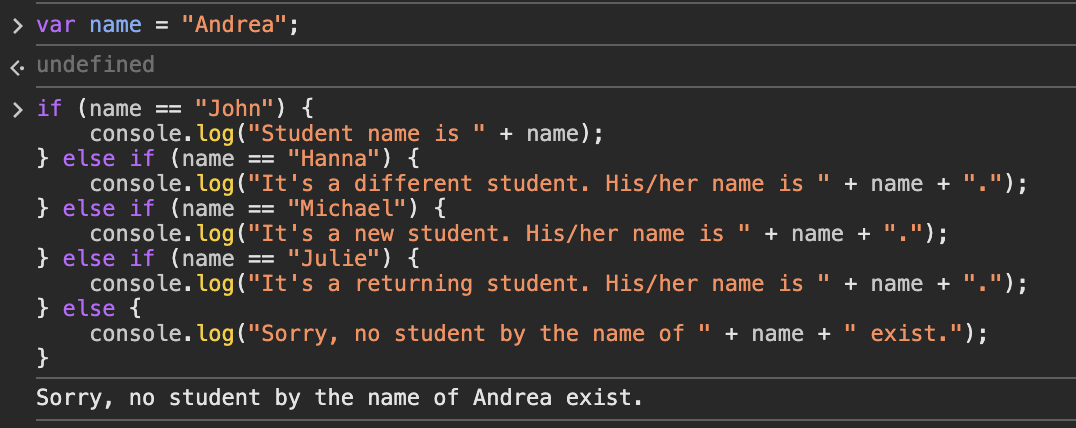 > var name = "Andrea";
<· undefined
> if (name == "John") {
    console.log("Student name is " + name);
} else if (name == "Hanna") {
    console.log("It's a different student. His/her name is " + name + ".");
} else if (name == "Michael") {
    console.log("It's a new student. His/her name is " + name + ".");
} else if (name == "Julie") {
    console.log("It's a returning student. His/her name is " + name + ".");
} else {
    console.log("Sorry, no student by the name of " + name + " exist.");
}
Sorry, no student by the name of Andrea exist.